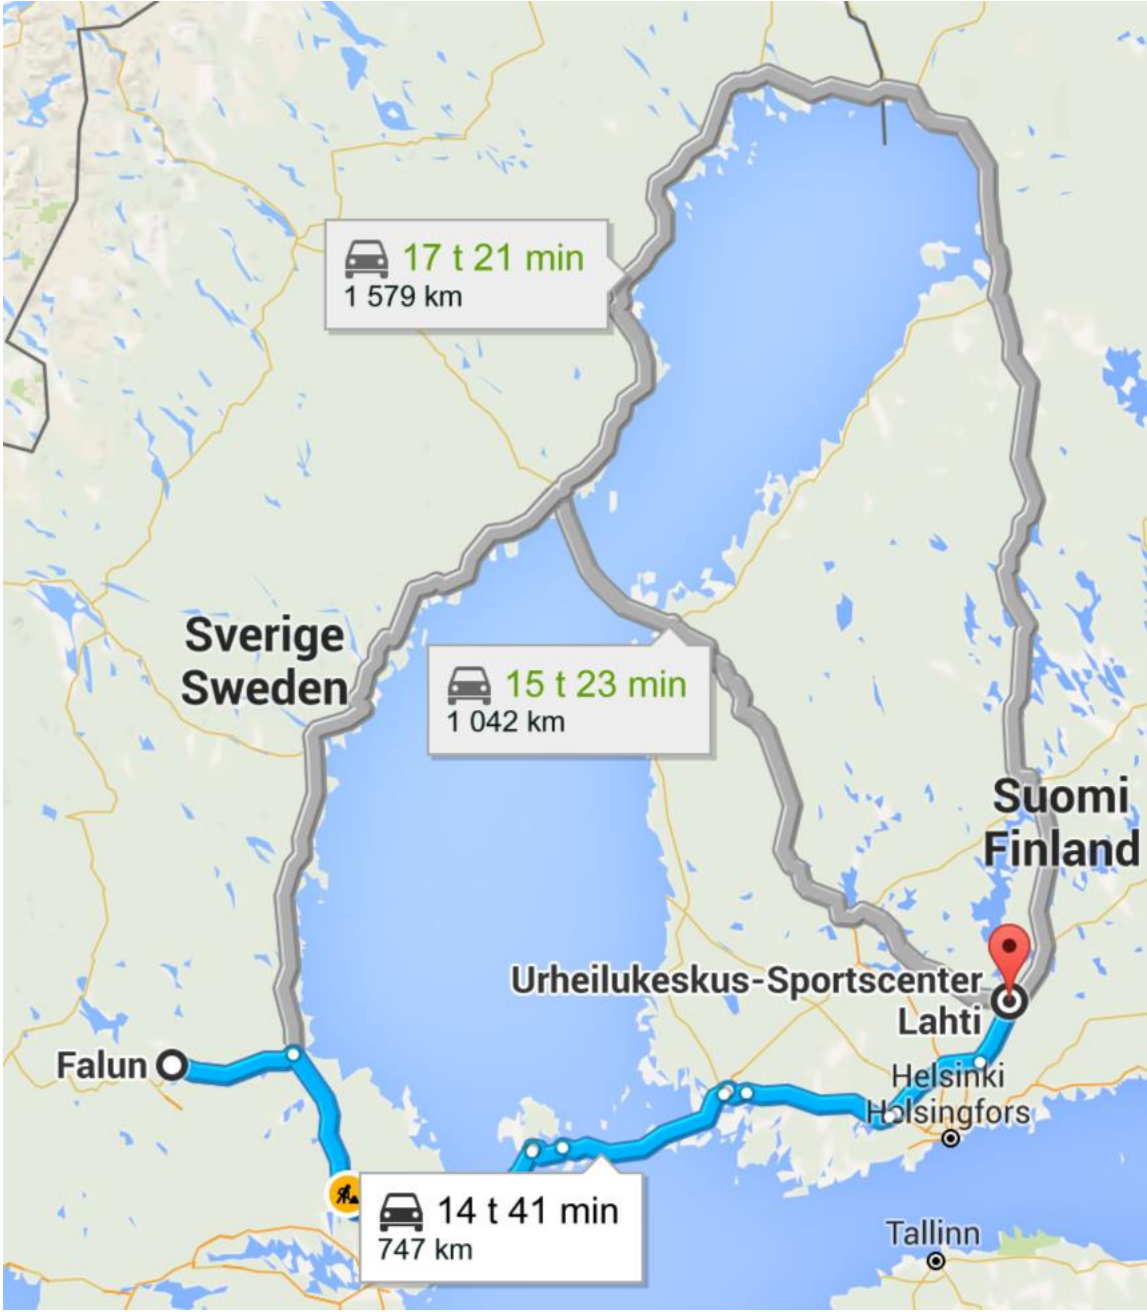 17 t 21 min
1 579 km
Sverige
Sweden
15 t 23 min
1 042 km
Suomi
Finland
Urheilukeskus-Sportscenter
Lahti
Falun
Helsinki
Holsingfors
14 t 41 min
747 km
Tallinn